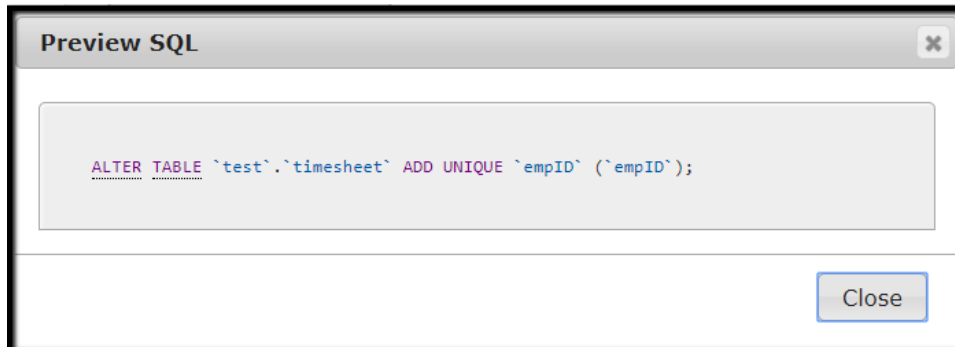 Preview SQL
ALTER TABLE `test`.`timesheet` ADD UNIQUE `empID` (`empID`);
Close